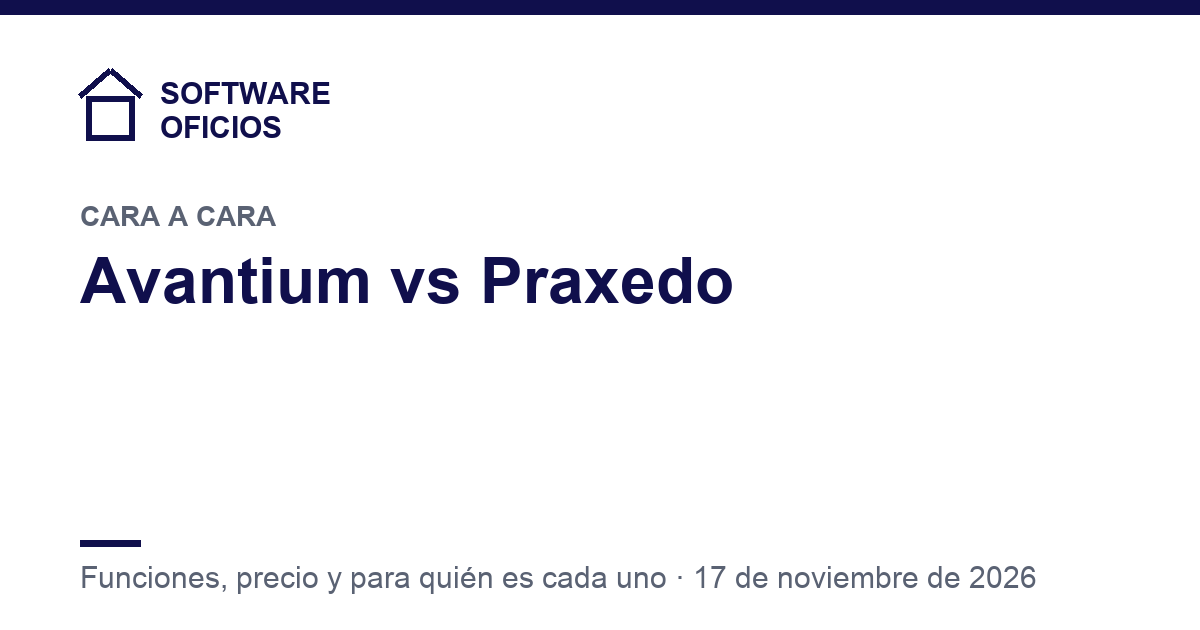 SOFTWARE
OFICIOS
CARA A CARA
Avantium vs Praxedo
Funciones, precio y para quién es cada uno · 17 de noviembre de 2026